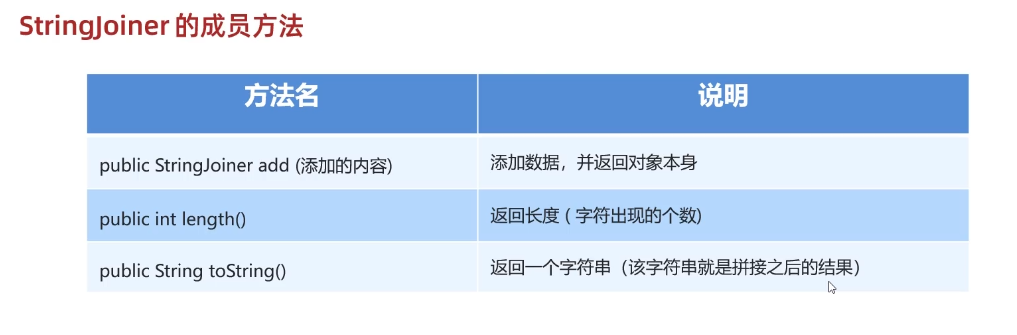 StringJoiner 的成员方法
方法名 说明
public StringJoiner add (添加的内容) 添加数据，并返回对象本身
public int length() 返回长度 ( 字符出现的个数)
public String toString() 返回一个字符串（该字符串就是拼接之后的结果）